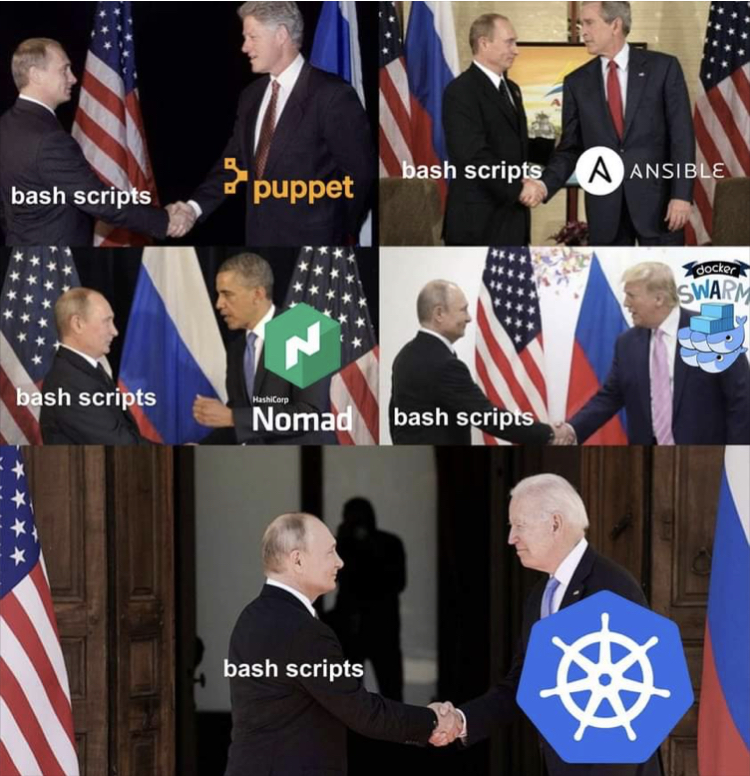 bash scripts
puppet
bash scripts
A ANSIBLE
bash scripts
HashiCorp
Nomad
bash scripts
docker
SWARM
bash scripts